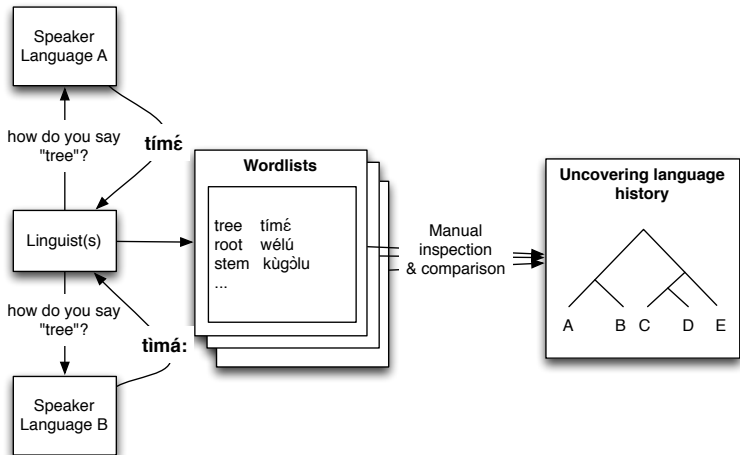 Speaker
Language A
how do you say
"tree"?
tímɛ́
Linguist(s)
how do you say
"tree"?
tìmá:
Speaker
Language B
Wordlists
tree tímɛ́
root wélú
stem kùgɔ̀lu
...
Manual
inspection
& comparison
Uncovering language
history
A B C D E